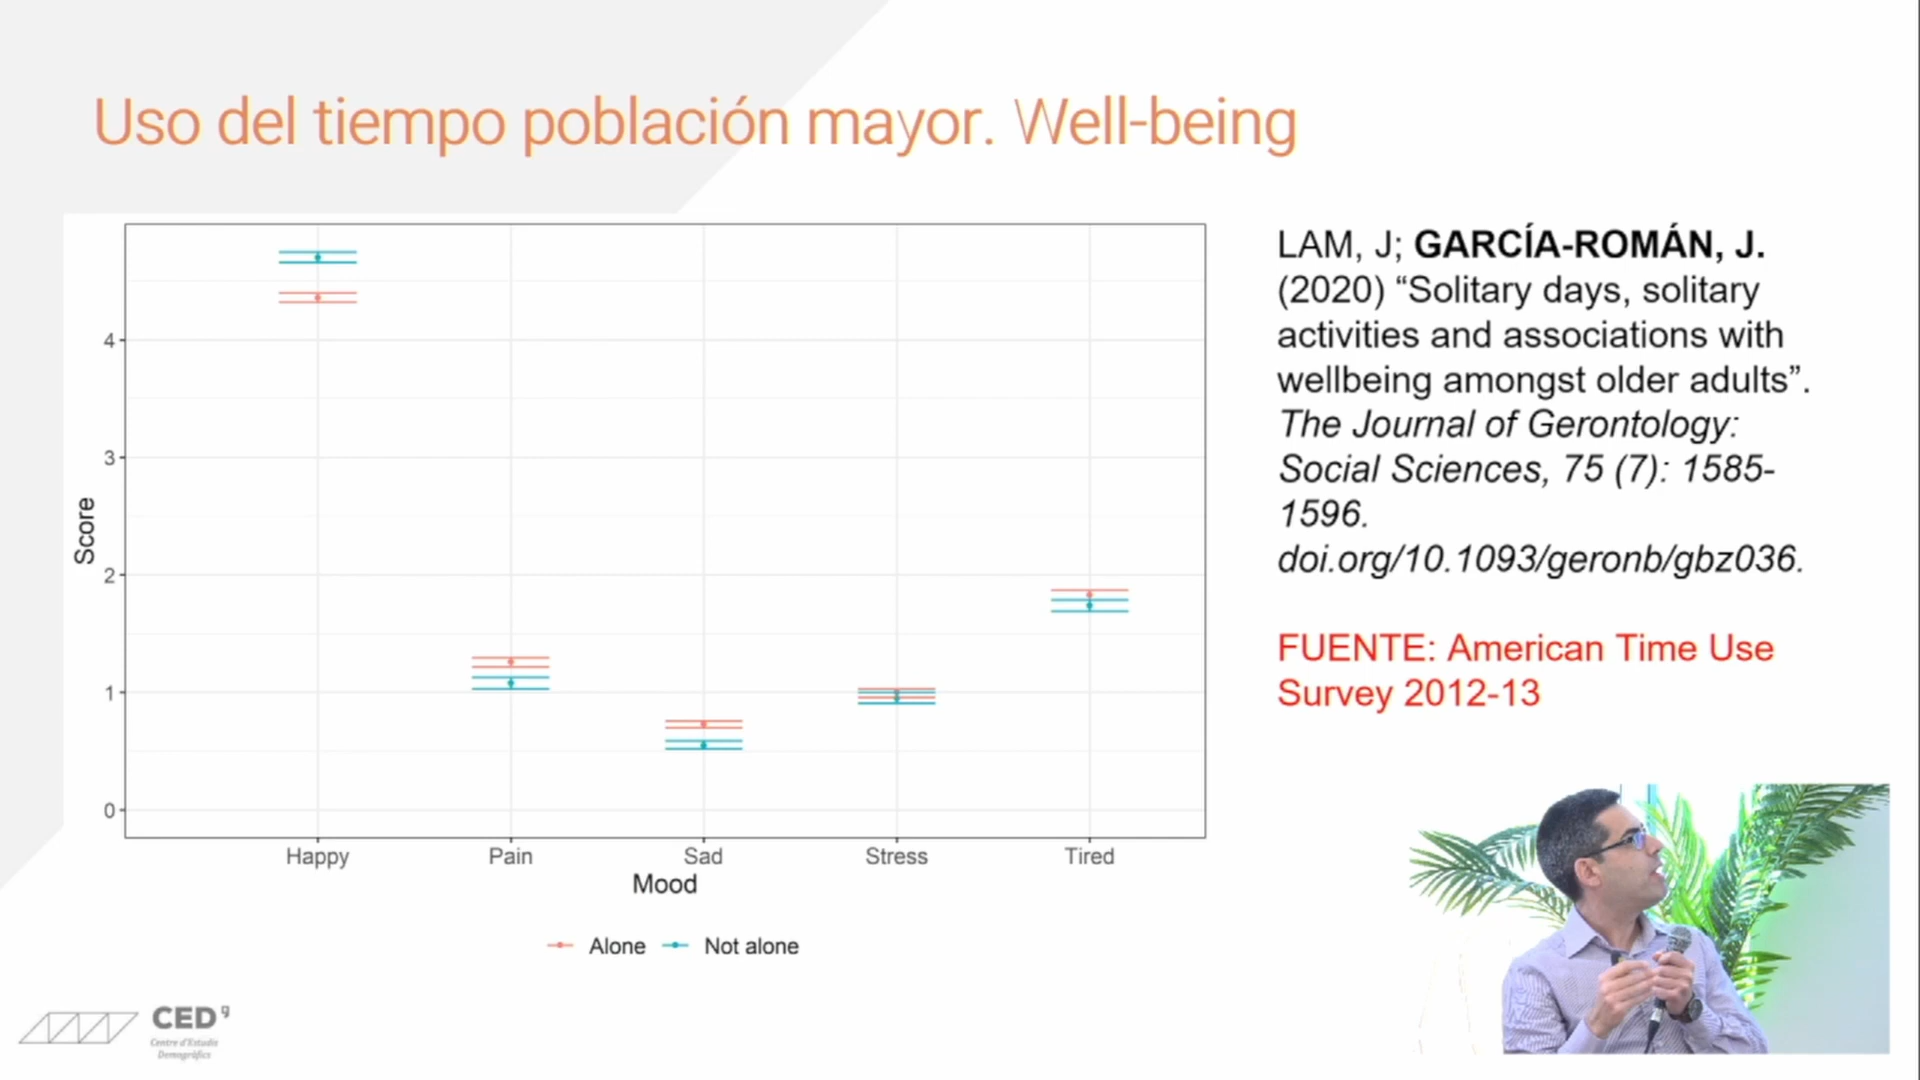 Uso del tiempo población mayor. Well-being
4
3
2
1
0
Score
Happy
Pain
Sad
Stress
Tired
Mood
Alone
Not alone
LAM, J; GARCÍA-ROMÁN, J.
(2020) “Solitary days, solitary
activities and associations with
wellbeing amongst older adults”.
The Journal of Gerontology:
Social Sciences, 75 (7): 1585-
1596.
doi.org/10.1093/geronb/gbz036.
FUENTE: American Time Use
Survey 2012-13
CED
Centre d'Estudis
Demogràfics